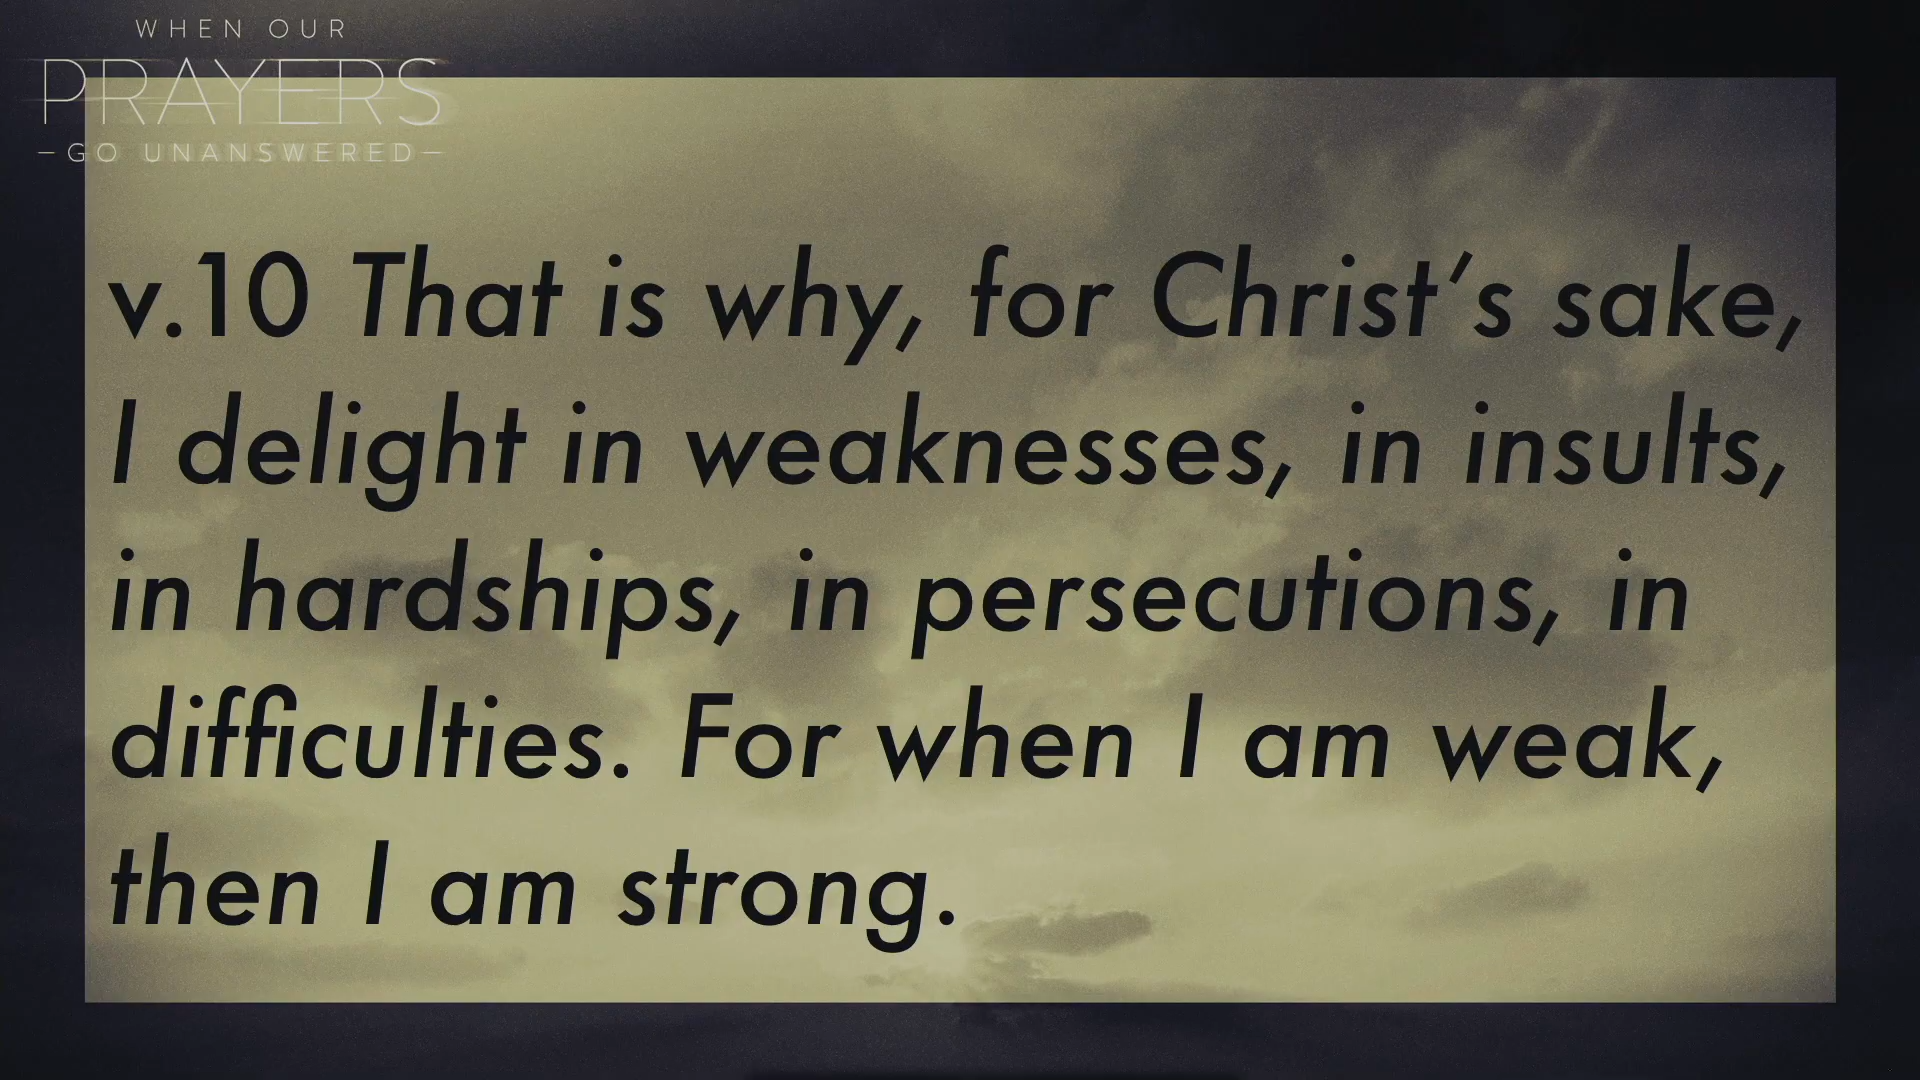 WHEN OUR
PRAYERS
-GO UNANSWERED-
v.10 That is why, for Christ’s sake,
I delight in weaknesses, in insults,
in hardships, in persecutions, in
difficulties. For when I am weak,
then I am strong.